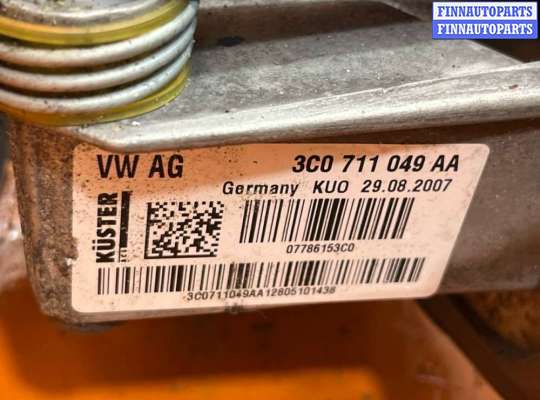 FINNAUTOPARTS
FINNAUTOPARTS
VW AG 3C0 711 049 AA
Germany KUO 29.08.2007
KÜSTER
07786153C0
3C0711049AA12805101438